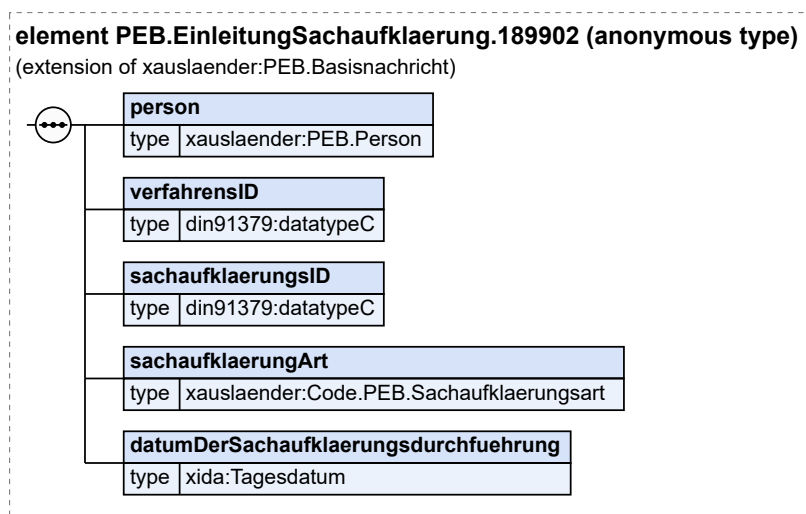 element PEB.EinleitungSachaufklaerung.189902 (anonymous type)
(extension of xauslaender:PEB.Basisnachricht)
person
type xauslaender:PEB.Person
verfahrensID
type din91379:datatypeC
sachaufklaerungsID
type din91379:datatypeC
sachaufklaerungArt
type xauslaender:Code.PEB.Sachaufklaerungsart
datumDerSachaufklaerungsdurchfuehrung
type xida:Tagesdatum